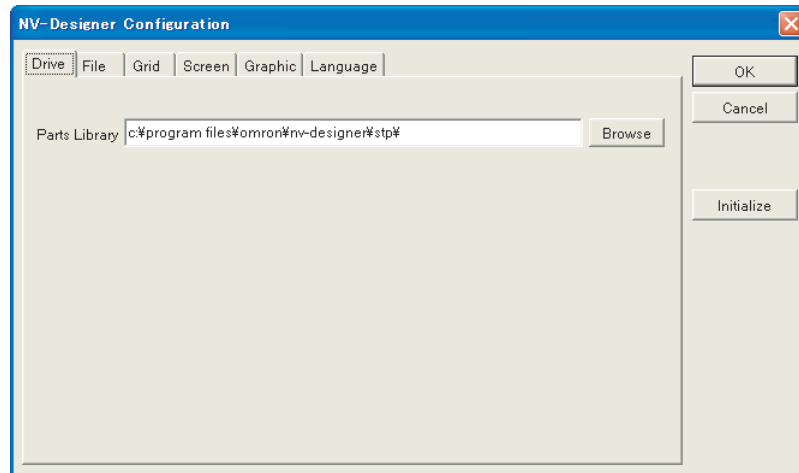 NV-Designer Configuration
Drive File Grid Screen Graphic Language
OK
Cancel
Parts Library c:¥program files¥omron¥nv-designer¥stp¥ Browse
Initialize